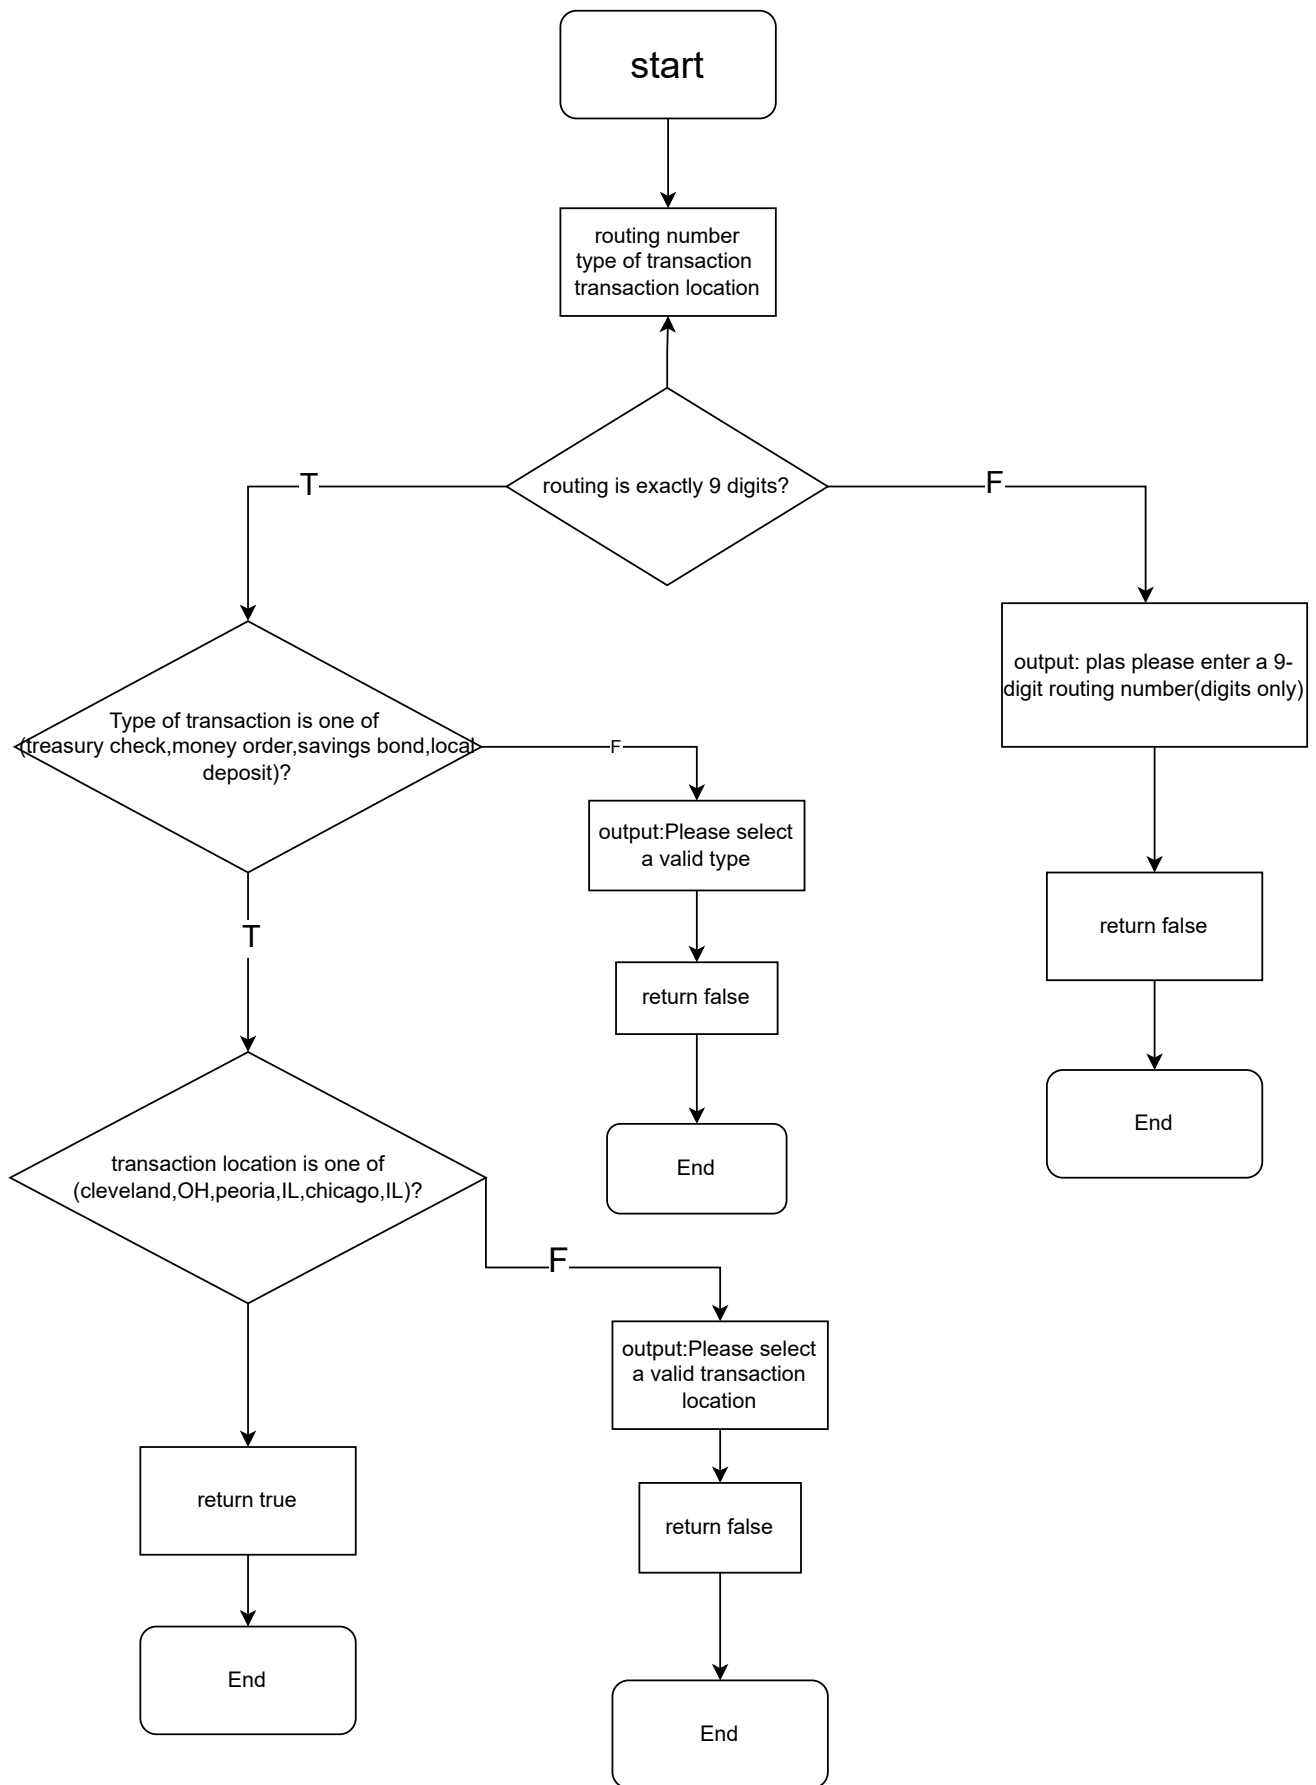 start
routing number
type of transaction
transaction location
routing is exactly 9 digits?
T
F
output: plas please enter a 9-
digit routing number(digits only)
Type of transaction is one of
(treasury check,money order,savings bond,local
deposit)?
F
output:Please select
a valid type
return false
T
return false
End
End
transaction location is one of
(cleveland,OH,peoria,IL,chicago,IL)?
F
output:Please select
a valid transaction
location
return true
return false
End
End